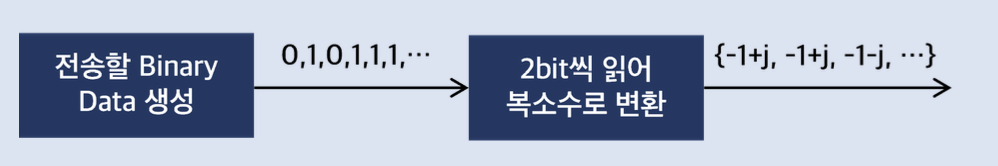 전송할 Binary
Data 생성
0,1,0,1,1,1,⋯
2bit씩 읽어
복소수로 변환
{-1+j, -1+j, -1-j, ⋯}